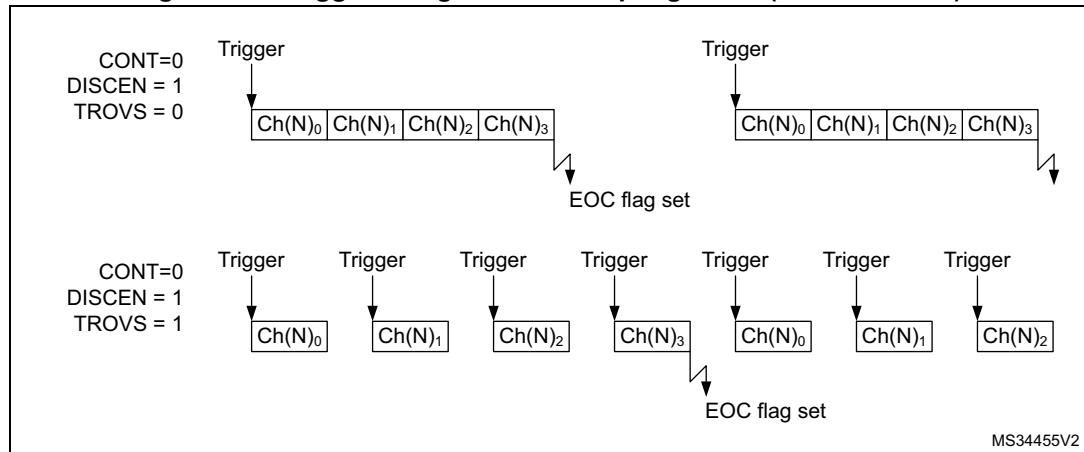 CONT=0
DISCEN = 1
TROVS = 0
Trigger Trigger
Ch(N)₀ Ch(N)₁ Ch(N)₂ Ch(N)₃ Ch(N)₀ Ch(N)₁ Ch(N)₂ Ch(N)₃
EOC flag set
CONT=0
DISCEN = 1
TROVS = 1
Trigger Trigger Trigger Trigger Trigger Trigger Trigger
Ch(N)₀ Ch(N)₁ Ch(N)₂ Ch(N)₃ Ch(N)₀ Ch(N)₁ Ch(N)₂
EOC flag set
MS34455V2